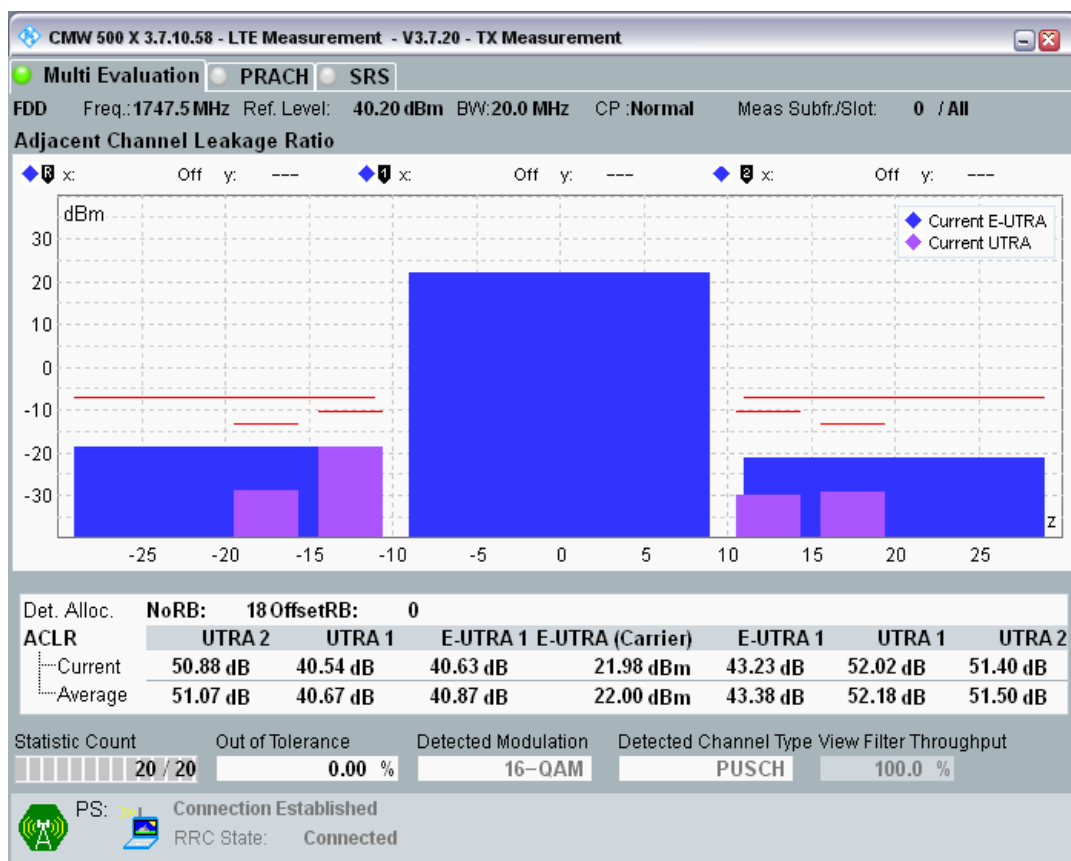 CMW 500 X 3.7.10.58 - LTE Measurement - V3.7.20 - TX Measurement
Multi Evaluation PRACH SRS
FDD Freq.: 1747.5 MHz Ref. Level: 40.20 dBm BW: 20.0 MHz CP : Normal Meas Subfr./Slot: 0 / All
Adjacent Channel Leakage Ratio
R x: Off y: --- 1 x: Off y: --- 2 x: Off y: ---
dBm
Current E-UTRA
Current UTRA
30
20
10
0
-10
-20
-30
z
-25 -20 -15 -10 -5 0 5 10 15 20 25
Det. Alloc. NoRB: 18 OffsetRB: 0
ACLR UTRA 2 UTRA 1 E-UTRA 1 E-UTRA (Carrier) E-UTRA 1 UTRA 1 UTRA 2
Current 50.88 dB 40.54 dB 40.63 dB 21.98 dBm 43.23 dB 52.02 dB 51.40 dB
Average 51.07 dB 40.67 dB 40.87 dB 22.00 dBm 43.38 dB 52.18 dB 51.50 dB
Statistic Count Out of Tolerance Detected Modulation Detected Channel Type View Filter Throughput
20 / 20 0.00 % 16-QAM PUSCH 100.0 %
PS: Connection Established
RRC State: Connected